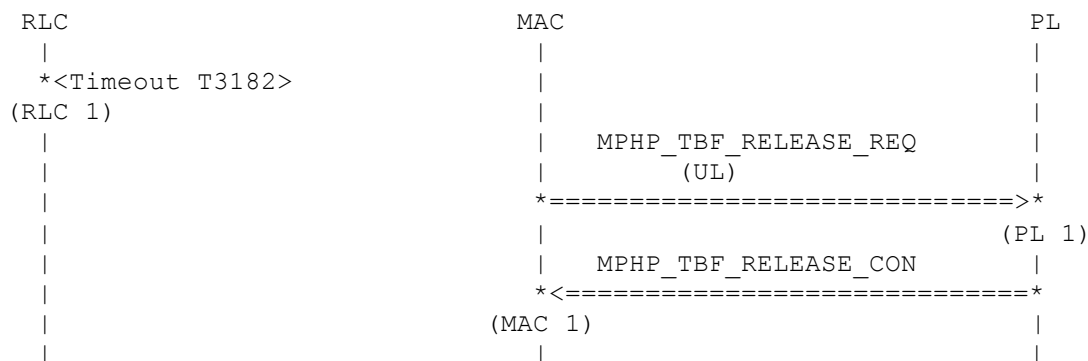 RLC MAC PL
| | |
*<Timeout T3182> | |
(RLC 1) | |
| | MPHP_TBF_RELEASE_REQ |
| | (UL) |
| *=============================>*
| | (PL 1)
| | MPHP_TBF_RELEASE_CON |
| *<=============================*
| (MAC 1) |
| | |